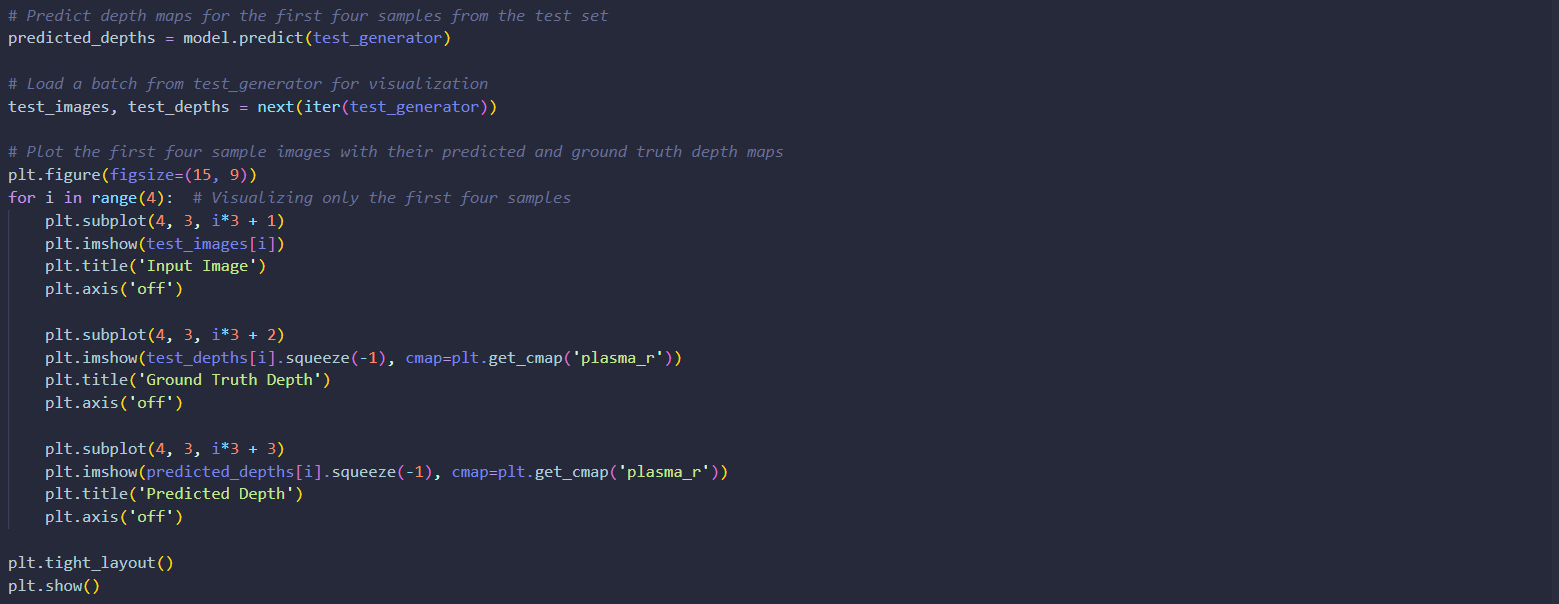 # Predict depth maps for the first four samples from the test set
predicted_depths = model.predict(test_generator)

# Load a batch from test_generator for visualization
test_images, test_depths = next(iter(test_generator))

# Plot the first four sample images with their predicted and ground truth depth maps
plt.figure(figsize=(15, 9))
for i in range(4):  # Visualizing only the first four samples
    plt.subplot(4, 3, i*3 + 1)
    plt.imshow(test_images[i])
    plt.title('Input Image')
    plt.axis('off')

    plt.subplot(4, 3, i*3 + 2)
    plt.imshow(test_depths[i].squeeze(-1), cmap=plt.get_cmap('plasma_r'))
    plt.title('Ground Truth Depth')
    plt.axis('off')

    plt.subplot(4, 3, i*3 + 3)
    plt.imshow(predicted_depths[i].squeeze(-1), cmap=plt.get_cmap('plasma_r'))
    plt.title('Predicted Depth')
    plt.axis('off')

plt.tight_layout()
plt.show()